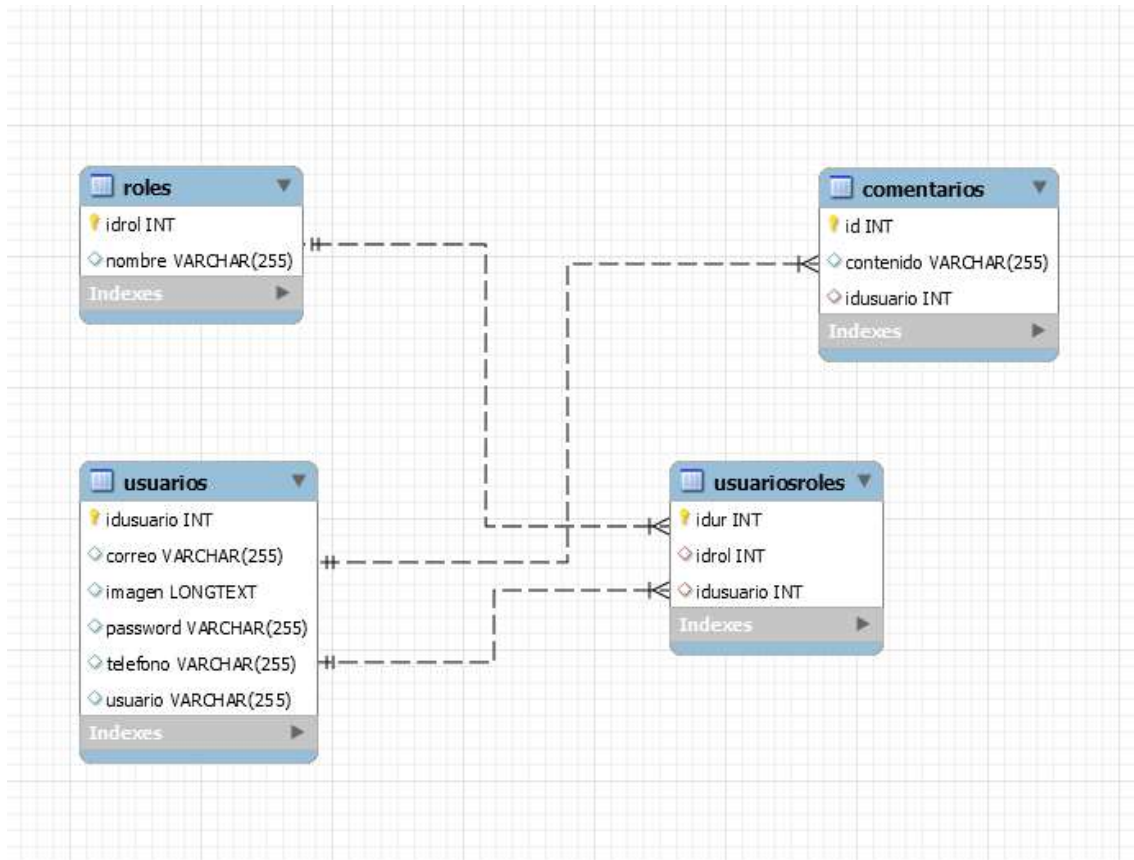 roles
idrol INT
nombre VARCHAR(255)
Indexes
comentarios
id INT
contenido VARCHAR(255)
idusuario INT
Indexes
usuarios
idusuario INT
correo VARCHAR(255)
imagen LONGTEXT
password VARCHAR(255)
telefono VARCHAR(255)
usuario VARCHAR(255)
Indexes
usuariosroles
idur INT
idrol INT
idusuario INT
Indexes